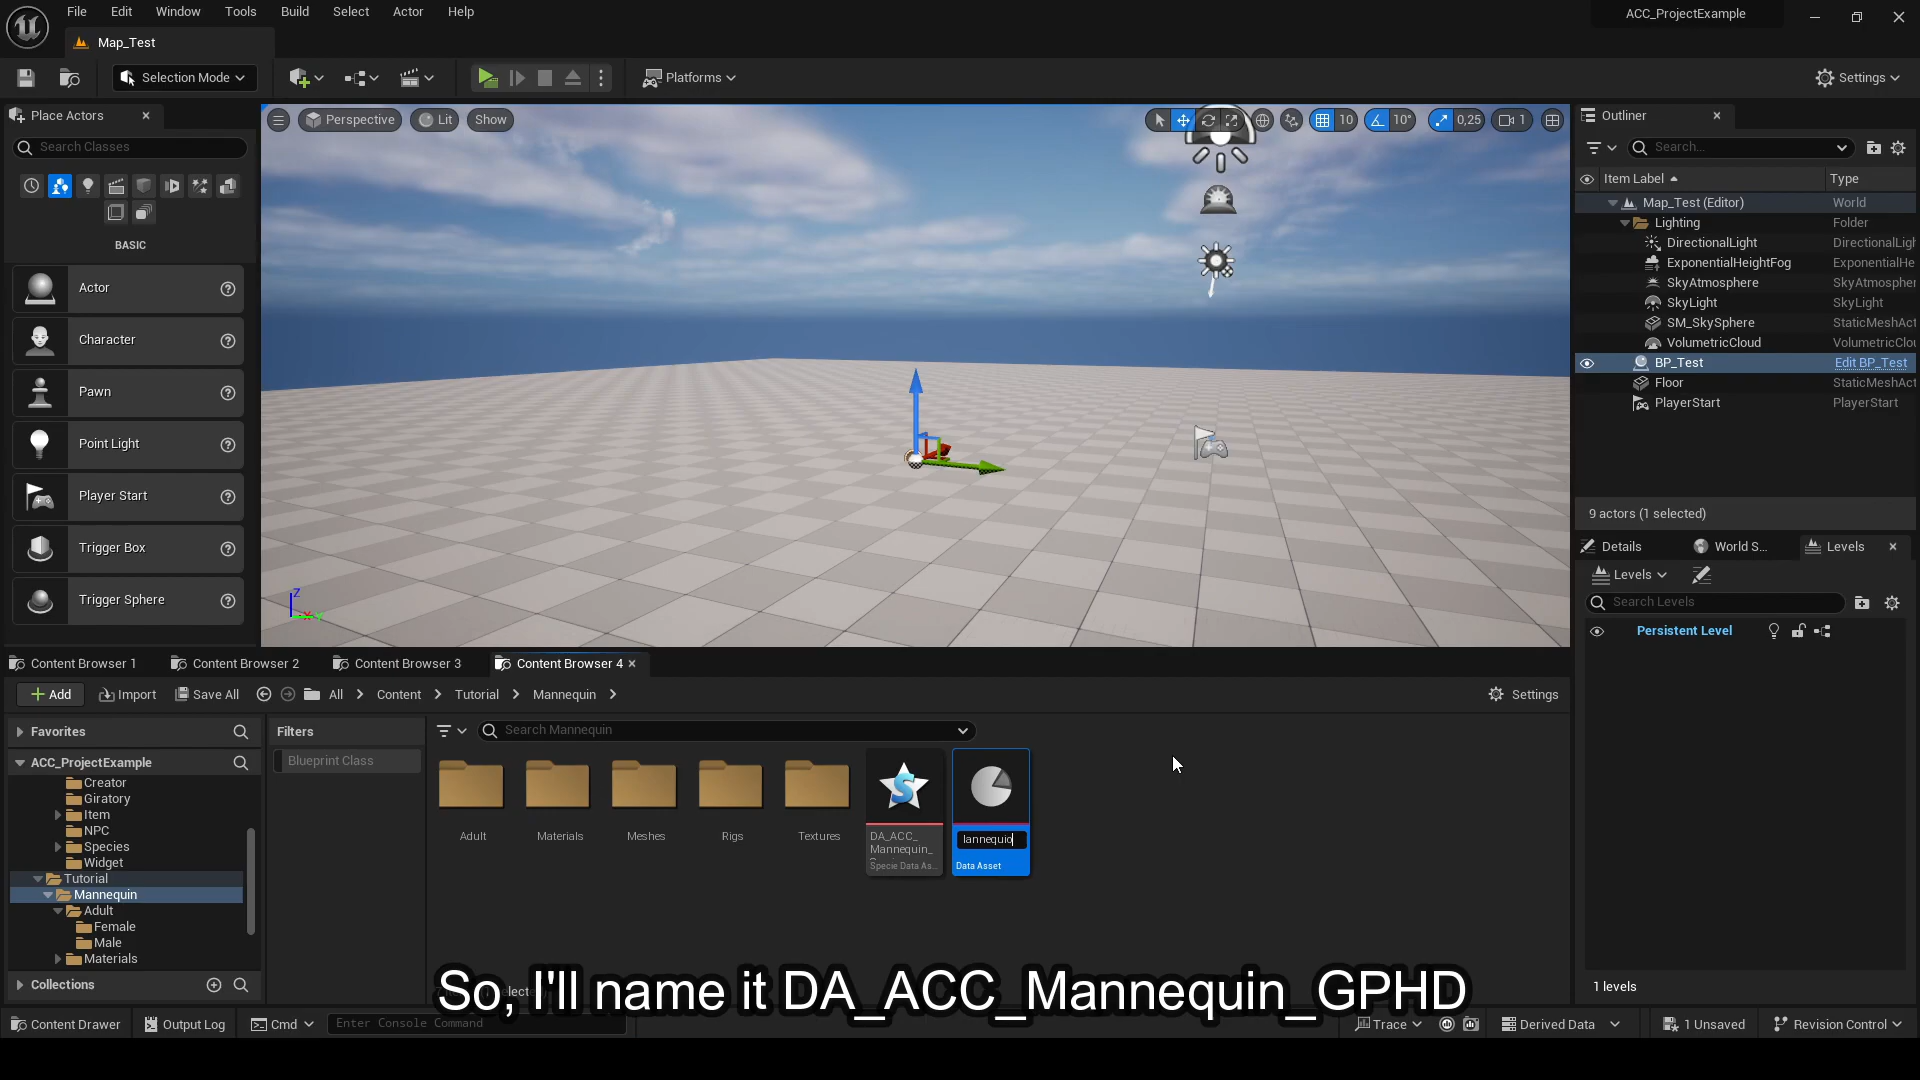 File Edit Window Tools Build Select Actor Help
ACC_ProjectExample
Map_Test
Selection Mode
Platforms
Settings
Place Actors
Search Classes
BASIC
Actor
Character
Pawn
Point Light
Player Start
Trigger Box
Trigger Sphere
Perspective Lit Show
10 10° 0,25 1
Z
Outliner
Search...
Item Label Type
Map_Test (Editor) World
Lighting Folder
DirectionalLight DirectionalLigh
ExponentialHeightFog ExponentialHe
SkyAtmosphere SkyAtmospher
SkyLight SkyLight
SM_SkySphere StaticMeshAct
VolumetricCloud VolumetricClou
BP_Test Edit BP_Test
Floor StaticMeshAct
PlayerStart PlayerStart
9 actors (1 selected)
Details World S... Levels
Levels
Search Levels
Persistent Level
1 levels
Content Browser 1 Content Browser 2 Content Browser 3 Content Browser 4
Add Import Save All All Content Tutorial Mannequin
Settings
Favorites
ACC_ProjectExample
Creator
Giratory
Item
NPC
Species
Widget
Tutorial
Mannequin
Adult
Female
Male
Materials
Collections
Filters
Blueprint Class
Search Mannequin
Adult Materials Meshes Rigs Textures
DA_ACC_
Mannequin_
Specie Data As...
lannequio
Data Asset
So, I'll name it DA_ACC_Mannequin_GPHD
Content Drawer Output Log Cmd Enter Console Command
Trace Derived Data 1 Unsaved Revision Control